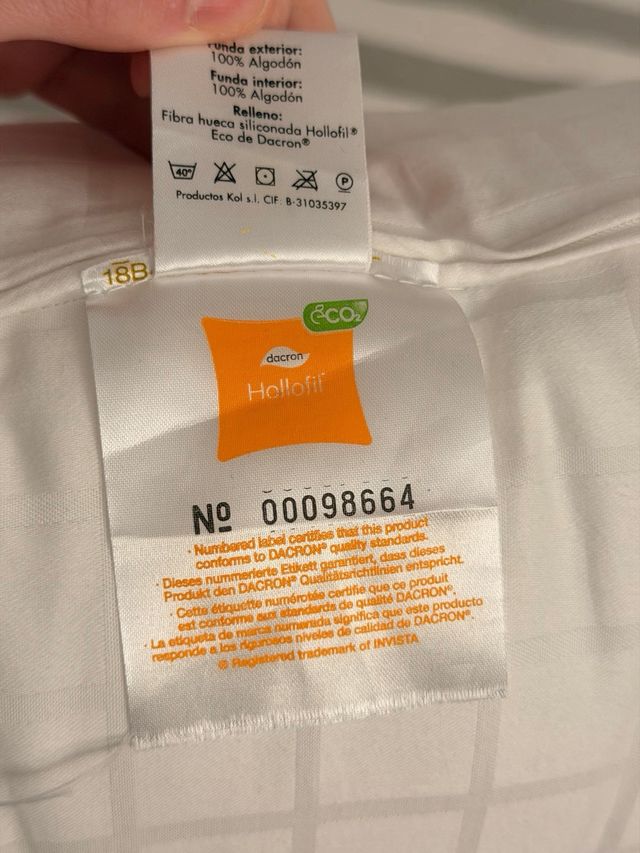 Funda exterior:
100% Algodón
Funda interior:
100% Algodón
Relleno:
Fibra hueca siliconada Hollofil®
Eco de Dacron®
40°
P
Productos Kol s.l. CIF. B-31035397
18B
eCO₂
dacron
Hollofil
Nº 00098664
· Numbered label certifies that this product
conforms to DACRON® quality standards.
· Dieses nummerierte Etikett garantiert, dass dieses
Produkt den DACRON® Qualitätsrichtlinien entspricht.
· Cette étiquette numérotée certifie que ce produit
est conforme aux standards de qualité DACRON®.
· La etiqueta de marca numerada significa que este producto
responde a los rigurosos niveles de calidad de DACRON®.
® Registered trademark of INVISTA